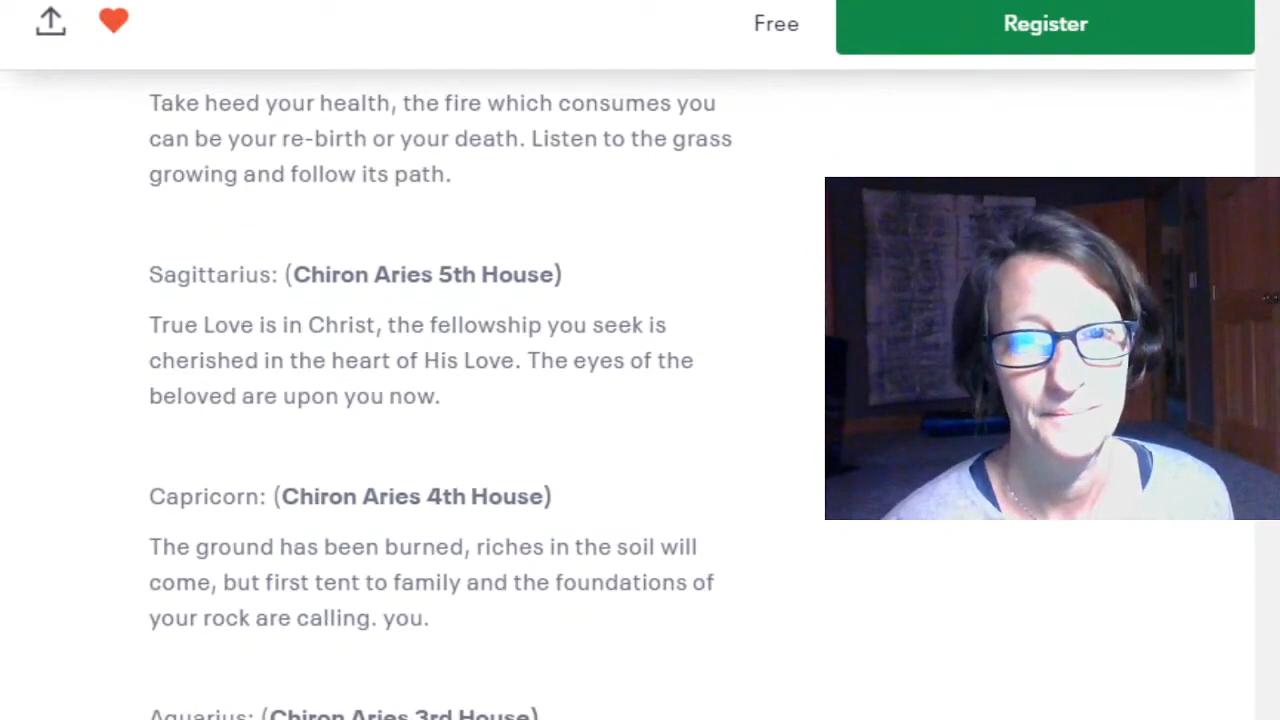 Free
Register
Take heed your health, the fire which consumes you
can be your re-birth or your death. Listen to the grass
growing and follow its path.
Sagittarius: (Chiron Aries 5th House)
True Love is in Christ, the fellowship you seek is
cherished in the heart of His Love. The eyes of the
beloved are upon you now.
Capricorn: (Chiron Aries 4th House)
The ground has been burned, riches in the soil will
come, but first tent to family and the foundations of
your rock are calling. you.
Aquarius: (Chiron Aries 3rd House)